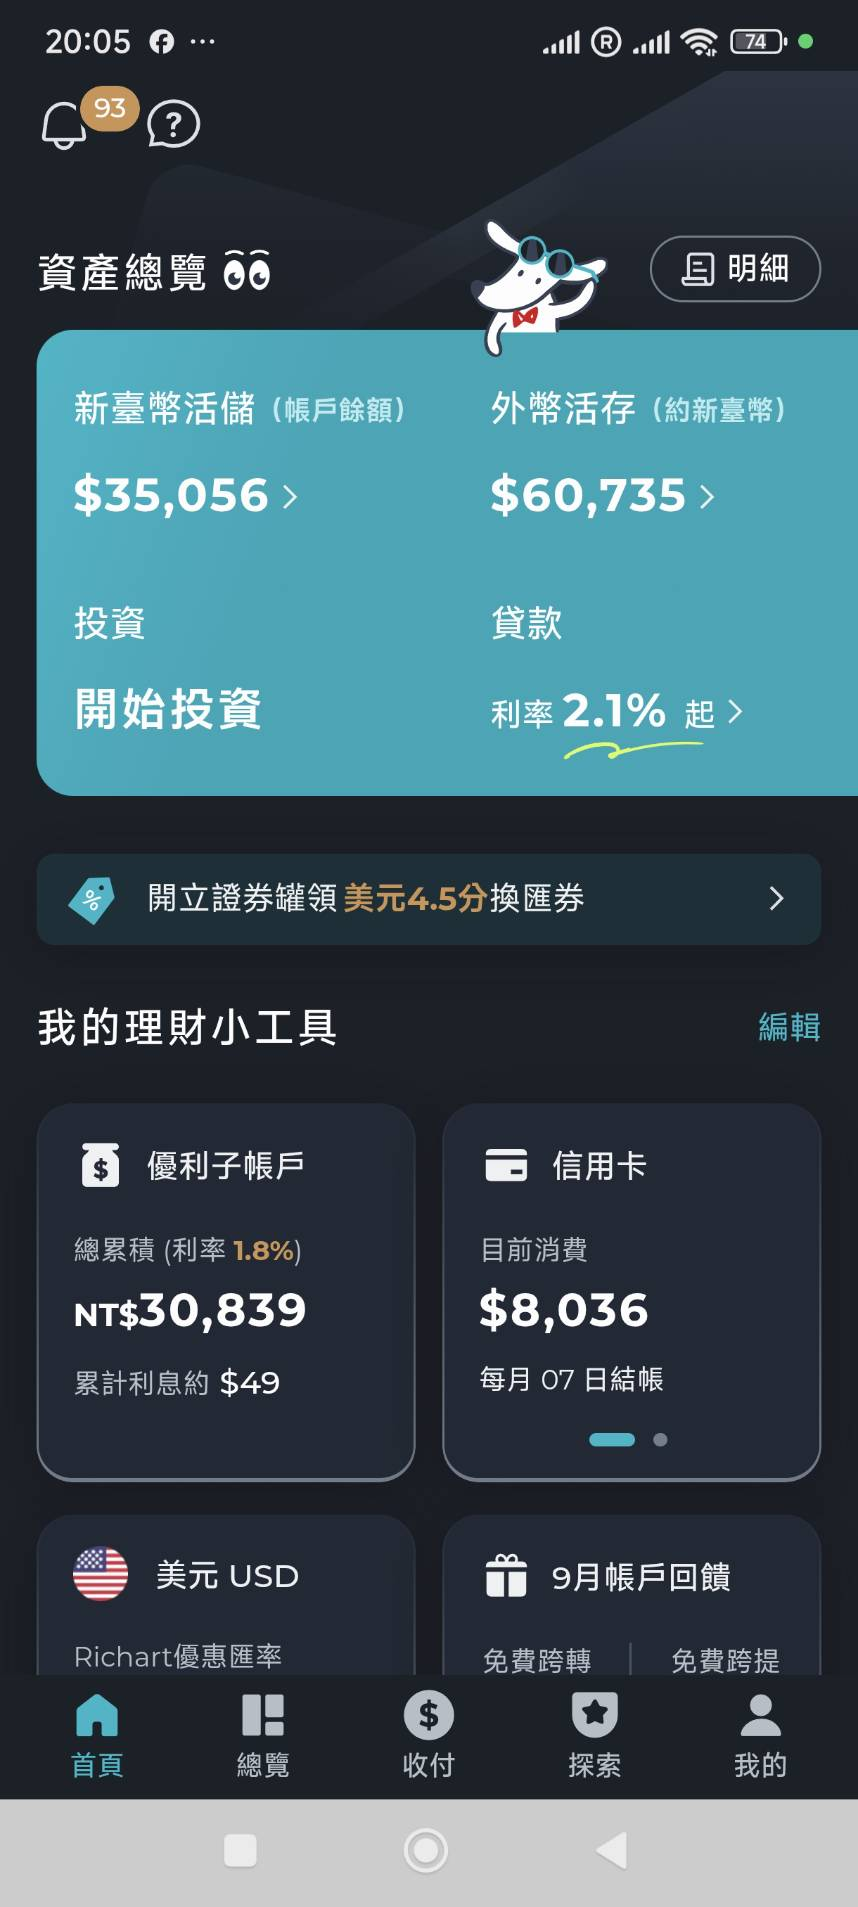 20:05
R
74
93
?
資產總覽
明細
新臺幣活儲 (帳戶餘額)
外幣活存 (約新臺幣)
$35,056
$60,735
投資
貸款
開始投資
利率 2.1% 起
開立證券罐領美元4.5分換匯券
我的理財小工具
編輯
優利子帳戶
總累積 (利率 1.8%)
NT$30,839
累計利息約 $49
信用卡
目前消費
$8,036
每月 07 日結帳
美元 USD
Richart優惠匯率
9月帳戶回饋
免費跨轉
免費跨提
首頁
總覽
收付
探索
我的